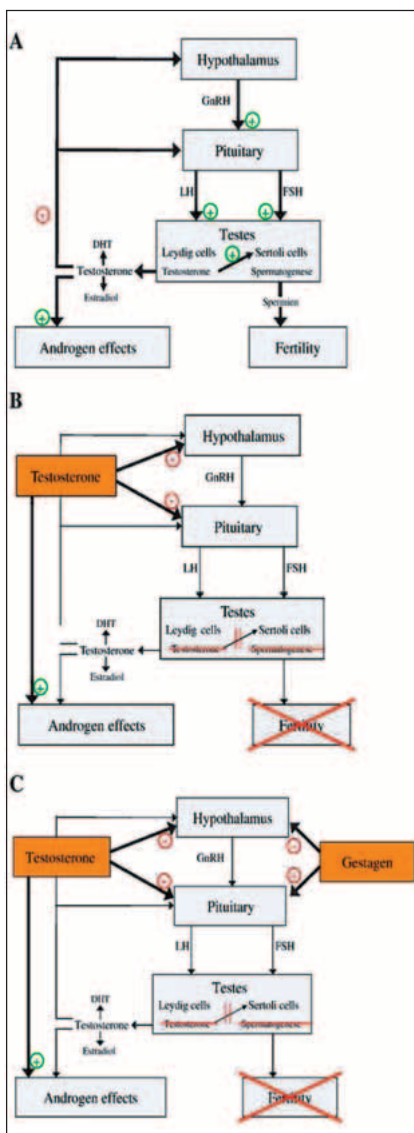 A
Hypothalamus
GnRH
+
Pituitary
LH FSH
-
+ +
Testes
DHT
Leydig cells + Sertoli cells
Testosterone
Testosterone Spermatogenese
Estradiol
Spermien
+
Androgen effects Fertility
B
Hypothalamus
Testosterone
-
GnRH
-
Pituitary
LH FSH
Testes
DHT
Leydig cells Sertoli cells
Testosterone
Testosterone Spermatogenese
Estradiol
+
Androgen effects Fertility
C
Hypothalamus
Testosterone - - Gestagen
GnRH
- -
Pituitary
LH FSH
Testes
DHT
Leydig cells Sertoli cells
Testosterone
Testosterone Spermatogenese
Estradiol
+
Androgen effects Fertility